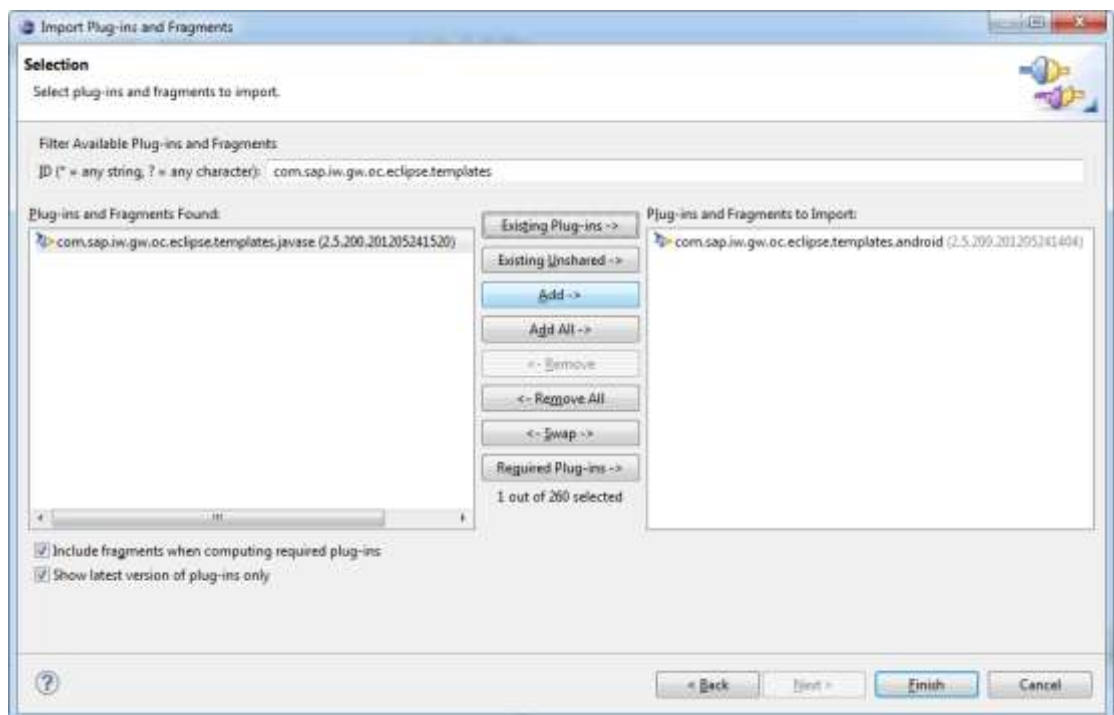 Import Plug-ins and Fragments
Selection
Select plug-ins and fragments to import.
Filter Available Plug-ins and Fragments
ID (* = any string, ? = any character): com.sap.iw.gw.oc.eclipse.templates
Plug-ins and Fragments Found:
com.sap.iw.gw.oc.eclipse.templates.javase (2.5.200.201205241520)
Existing Plug-ins ->
Existing Unshared ->
Add ->
Add All ->
<- Remove
<- Remove All
<- Swap ->
Required Plug-ins ->
1 out of 260 selected
Plug-ins and Fragments to Import:
com.sap.iw.gw.oc.eclipse.templates.android (2.5.200.201205241404)
Include fragments when computing required plug-ins
Show latest version of plug-ins only
?
< Back
Next >
Finish
Cancel